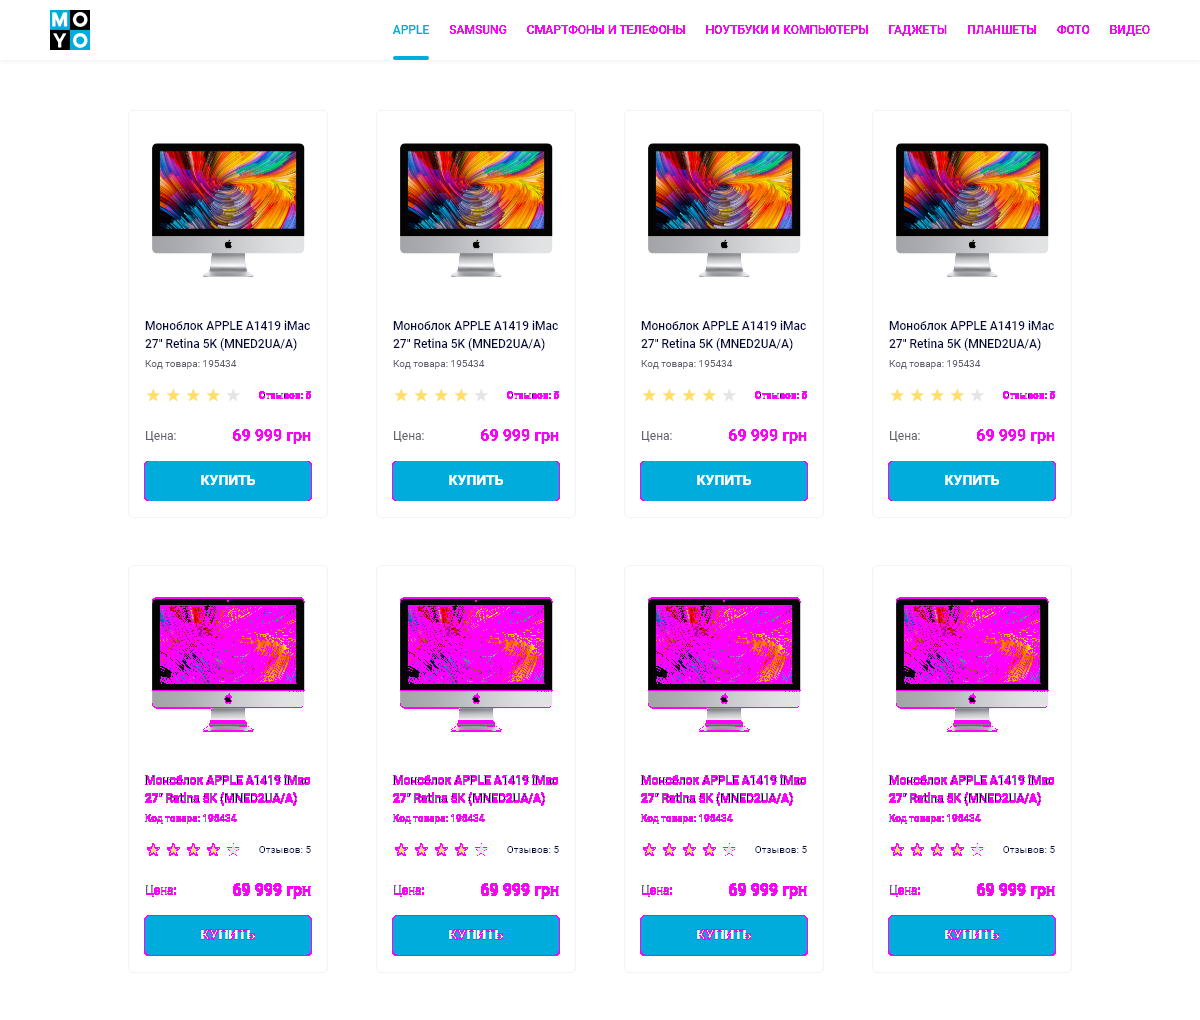 MO
YO
APPLE SAMSUNG СМАРТФОНЫ И ТЕЛЕФОНЫ НОУТБУКИ И КОМПЬЮТЕРЫ ГАДЖЕТЫ ПЛАНШЕТЫ ФОТО ВИДЕО
Моноблок APPLE A1419 iMac
27" Retina 5K (MNED2UA/A)
Код товара: 195434
Отзывов: 5
Цена: 69 999 грн
КУПИТЬ
Моноблок APPLE A1419 iMac
27" Retina 5K (MNED2UA/A)
Код товара: 195434
Отзывов: 5
Цена: 69 999 грн
КУПИТЬ
Моноблок APPLE A1419 iMac
27" Retina 5K (MNED2UA/A)
Код товара: 195434
Отзывов: 5
Цена: 69 999 грн
КУПИТЬ
Моноблок APPLE A1419 iMac
27" Retina 5K (MNED2UA/A)
Код товара: 195434
Отзывов: 5
Цена: 69 999 грн
КУПИТЬ
Моноблок APPLE A1419 iMac
27" Retina 5K (MNED2UA/A)
Код товара: 195434
Отзывов: 5
Цена: 69 999 грн
КУПИТЬ
Моноблок APPLE A1419 iMac
27" Retina 5K (MNED2UA/A)
Код товара: 195434
Отзывов: 5
Цена: 69 999 грн
КУПИТЬ
Моноблок APPLE A1419 iMac
27" Retina 5K (MNED2UA/A)
Код товара: 195434
Отзывов: 5
Цена: 69 999 грн
КУПИТЬ
Моноблок APPLE A1419 iMac
27" Retina 5K (MNED2UA/A)
Код товара: 195434
Отзывов: 5
Цена: 69 999 грн
КУПИТЬ